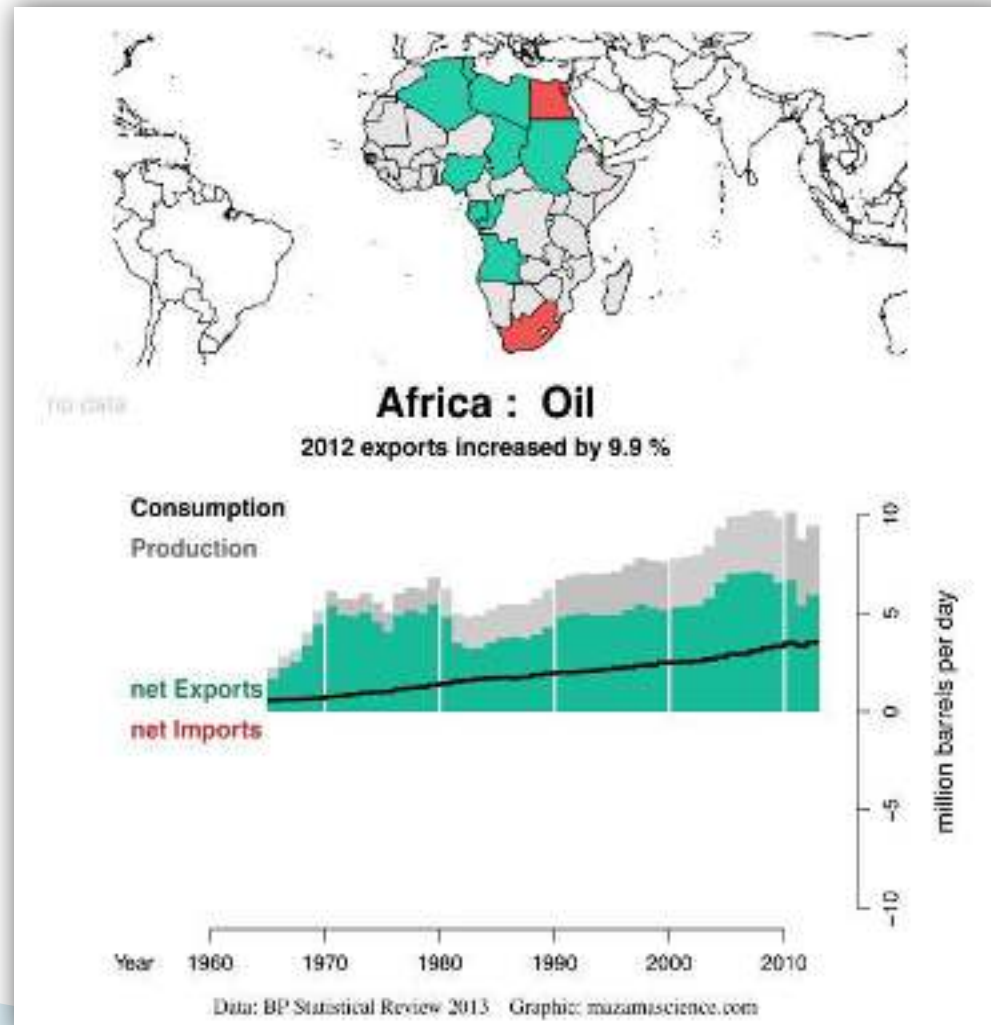 no data
Africa : Oil
2012 exports increased by 9.9 %
Consumption
Production
net Exports
net Imports
10
5
0
-5
-10
million barrels per day
Year 1960 1970 1980 1990 2000 2010
Data: BP Statistical Review 2013 Graphic: mazamascience.com